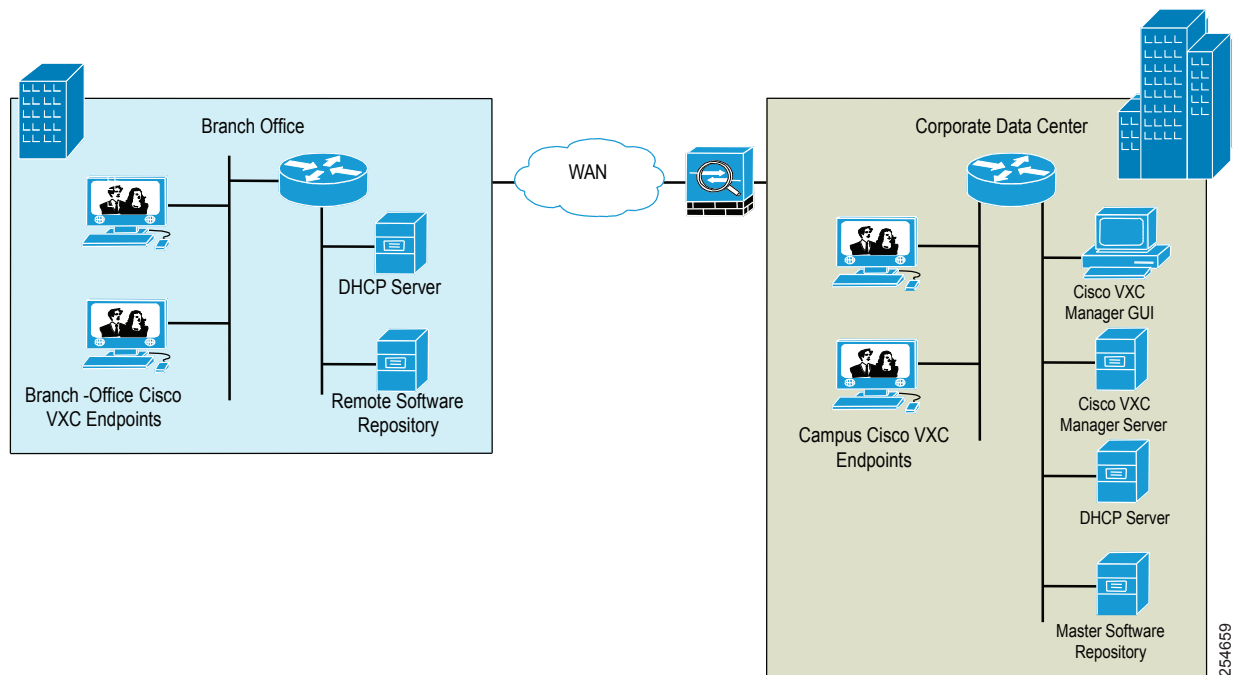 Branch Office
DHCP Server
Branch -Office Cisco
VXC Endpoints
Remote Software
Repository
WAN
Corporate Data Center
Cisco VXC
Manager GUI
Cisco VXC
Manager Server
Campus Cisco VXC
Endpoints
DHCP Server
Master Software
Repository
254659